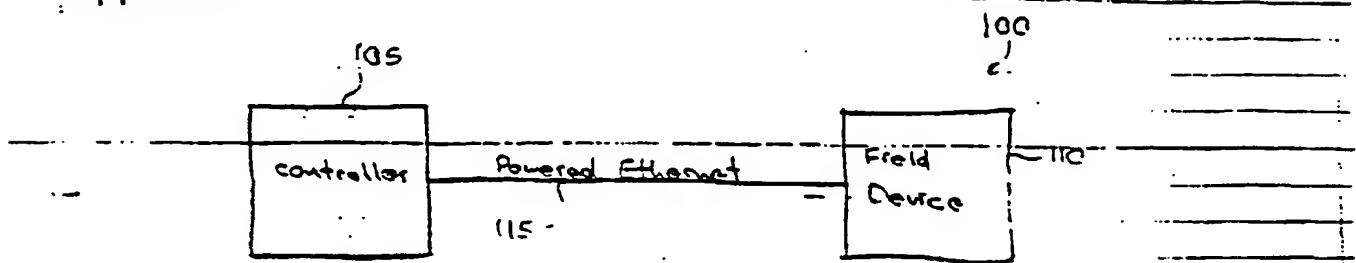 100
105
controller
Powered Ethernet
Field
Device
110
115